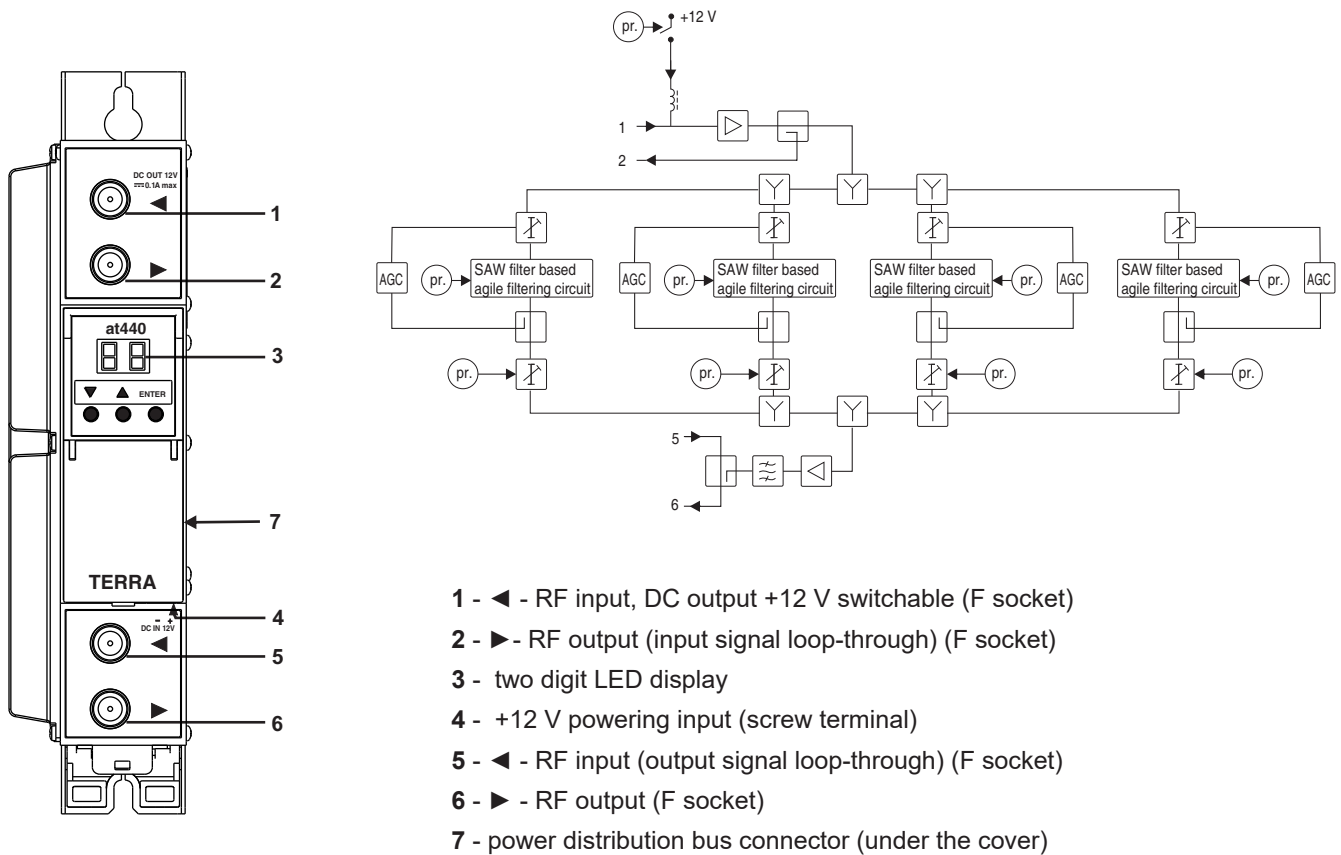 DC OUT 12V
⎓0.1A max
1
2
at440
3
▼ ▲ ENTER
7
TERRA
4
- +
DC IN 12V
5
6
pr.
+12 V
1
2
AGC
pr.
SAW filter based
agile filtering circuit
pr.
AGC
pr.
SAW filter based
agile filtering circuit
pr.
SAW filter based
agile filtering circuit
pr.
AGC
pr.
SAW filter based
agile filtering circuit
pr.
AGC
pr.
5
6
1 - ◄ - RF input, DC output +12 V switchable (F socket)
2 - ►- RF output (input signal loop-through) (F socket)
3 - two digit LED display
4 - +12 V powering input (screw terminal)
5 - ◄ - RF input (output signal loop-through) (F socket)
6 - ► - RF output (F socket)
7 - power distribution bus connector (under the cover)